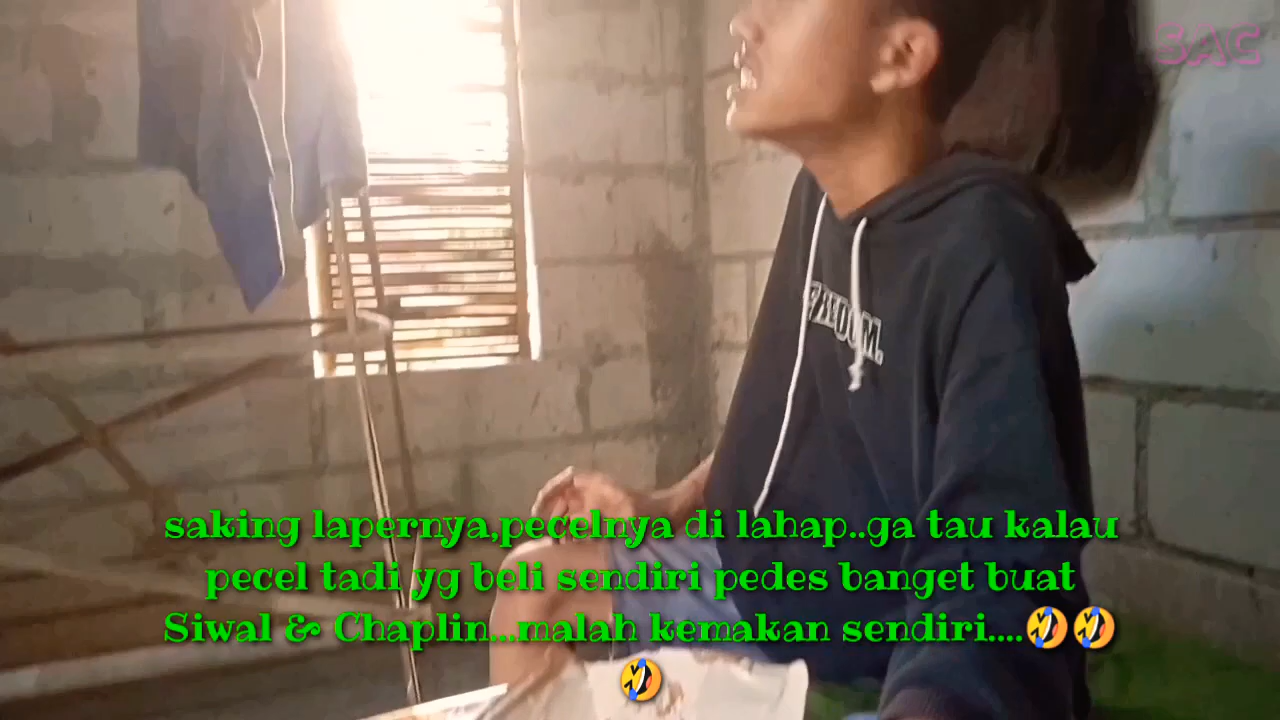 SAC
FREEDOM.
saking lapernya,pecelnya di lahap..ga tau kalau
pecel tadi yg beli sendiri pedes banget buat
Siwal & Chaplin...malah kemakan sendiri....🤣🤣
🤣